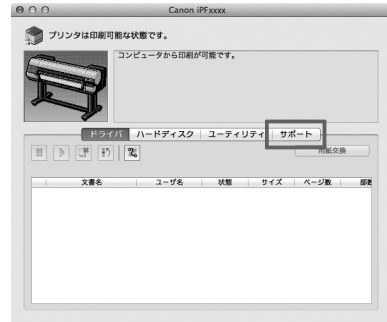 Canon iPFxxxx
プリンタは印刷可能な状態です。
コンピュータから印刷が可能です。
ドライバ ハードディスク ユーティリティ サポート
用紙交換
文書名 ユーザ名 状態 サイズ ページ数 部数